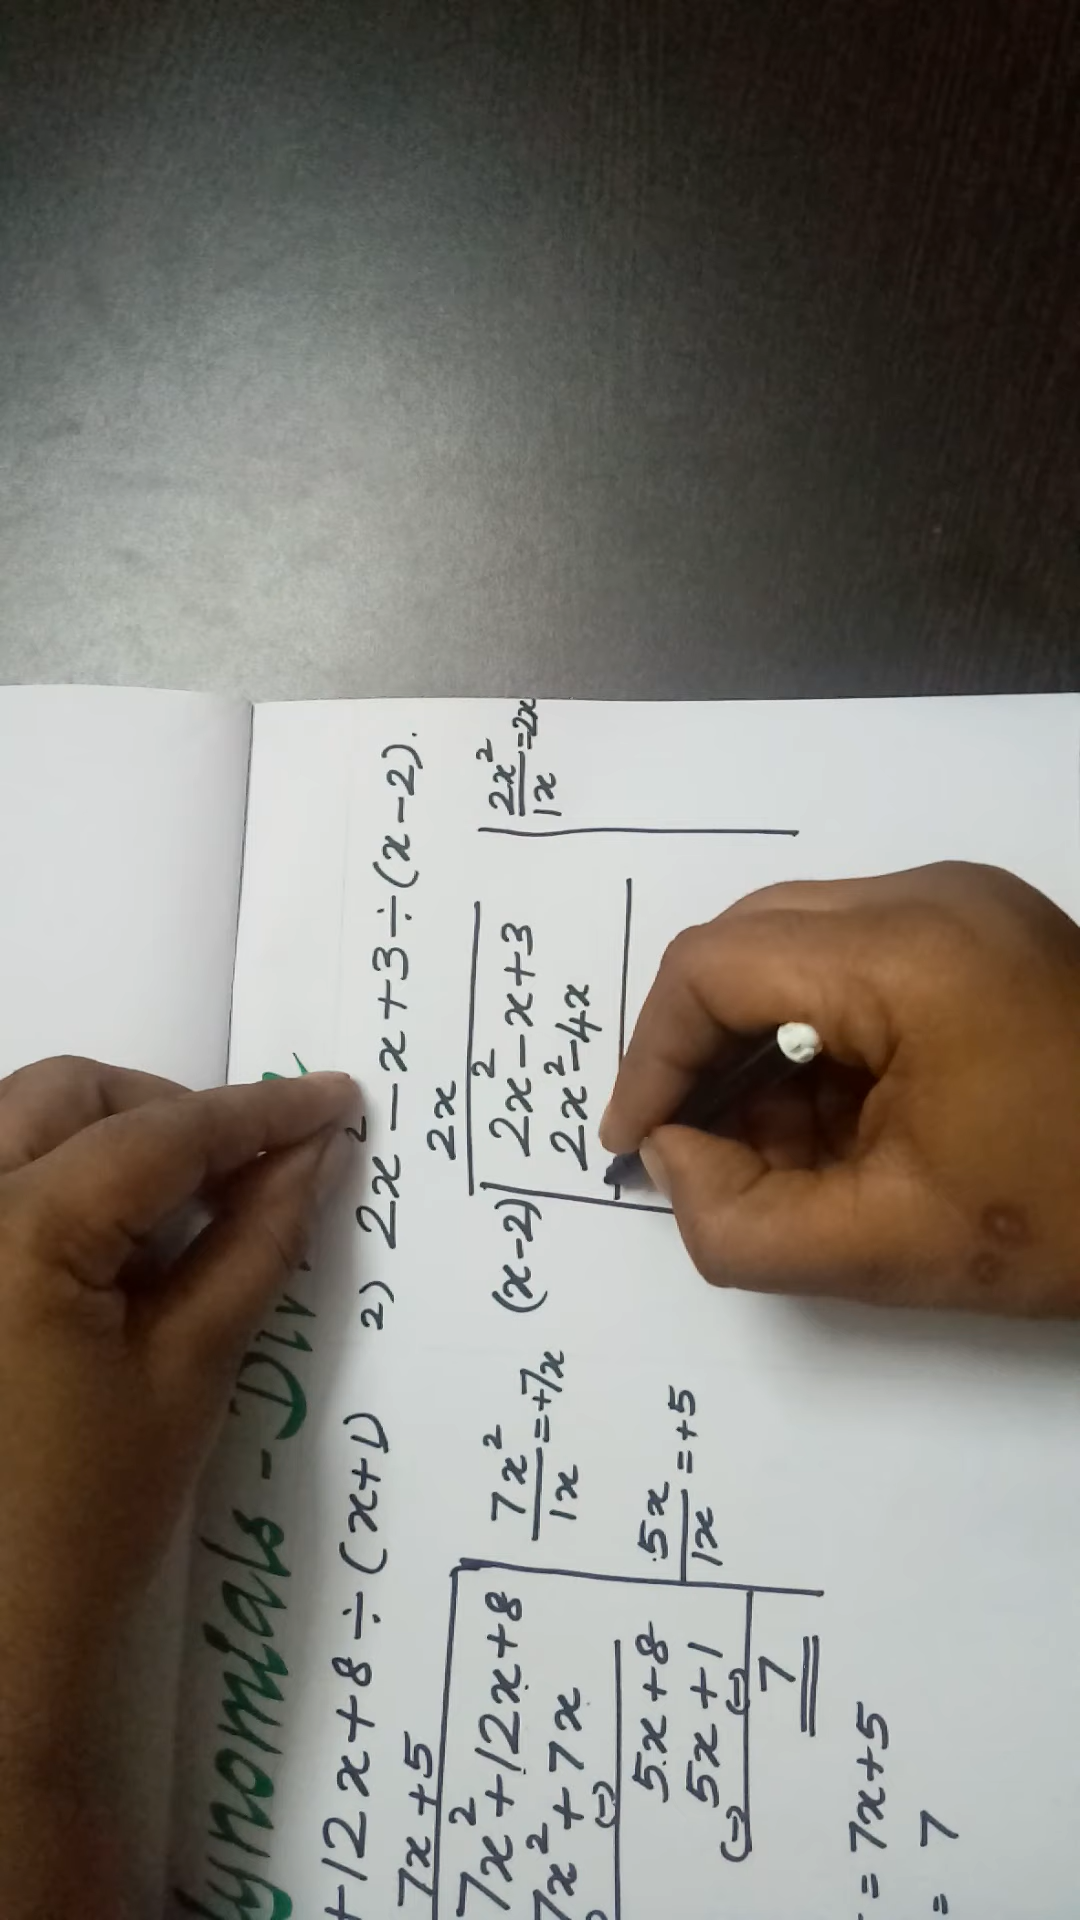 ynomials - Div
+12x+8÷(x+1)
7x+5
7x²+12x+8
7x²+7x
(-)
5x+8
5x+1
(-) (-)
7
= 7x+5
= 7
7x²/1x = +7x
5x/1x = +5
2) 2x²-x+3÷(x-2).
2x
(x-2) 2x²-x+3
2x²-4x
2x²/1x = 2x